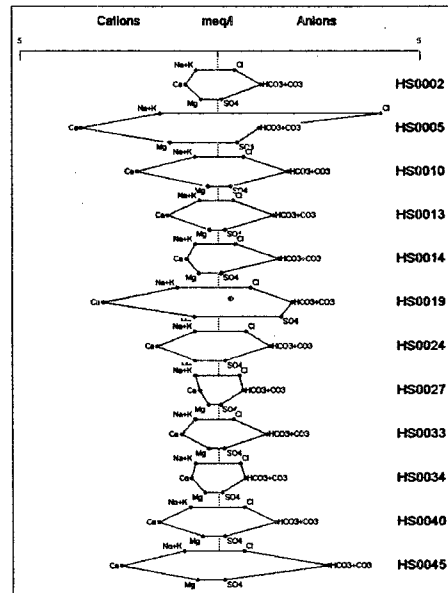 Cations meq/l Anions
5 5
Na+K Cl
Ca HCO3+CO3 HS0002
Mg SO4
Na+K Cl
Ca HCO3+CO3 HS0005
Mg SO4
Na+K Cl
Ca HCO3+CO3 HS0010
Mg SO4
Na+K Cl
Ca HCO3+CO3 HS0013
Mg SO4
Na+K Cl
Ca HCO3+CO3 HS0014
Mg SO4
Na+K Cl
Ca HCO3+CO3 HS0019
SO4
Na+K Cl
Ca HCO3+CO3 HS0024
SO4
Na+K Cl
Ca HCO3+CO3 HS0027
Mg SO4
Na+K Cl
Ca HCO3+CO3 HS0033
Mg SO4
Na+K Cl
Ca HCO3+CO3 HS0034
Mg SO4
Na+K Cl
Ca HCO3+CO3 HS0040
Mg SO4
Na+K Cl
Ca HCO3+CO3 HS0045
Mg SO4